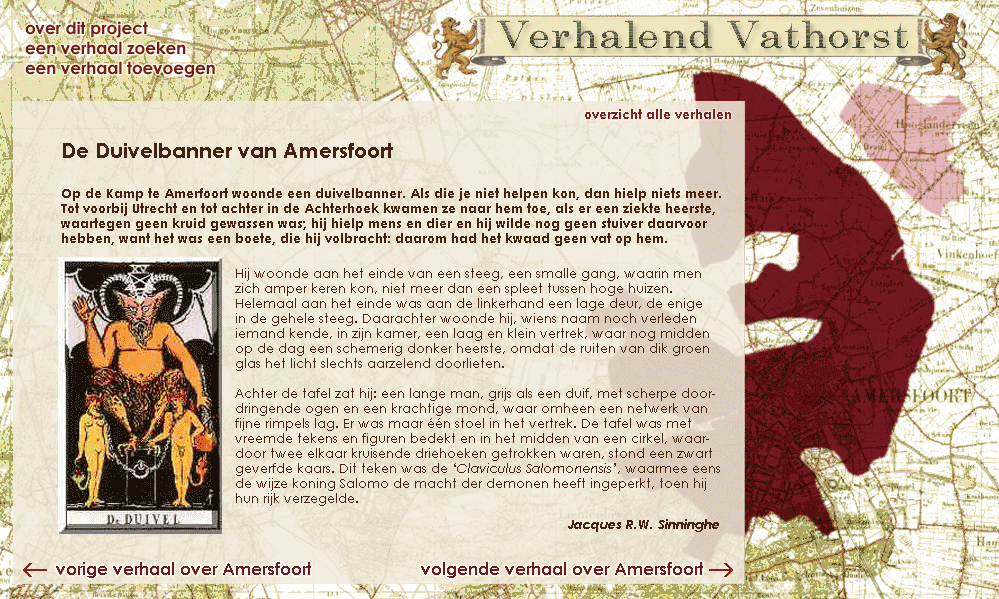 over dit project
een verhaal zoeken
een verhaal toevoegen
Verhalend Vathorst
overzicht alle verhalen
De Duivelbanner van Amersfoort
Op de Kamp te Amerfoort woonde een duivelbanner. Als die je niet helpen kon, dan hielp niets meer.
Tot voorbij Utrecht en tot achter in de Achterhoek kwamen ze naar hem toe, als er een ziekte heerste,
waartegen geen kruid gewassen was; hij hielp mens en dier en hij wilde nog geen stuiver daarvoor
hebben, want het was een boete, die hij volbracht: daarom had het kwaad geen vat op hem.
XV
De DUIVEL
Hij woonde aan het einde van een steeg, een smalle gang, waarin men
zich amper keren kon, niet meer dan een spleet tussen hoge huizen.
Helemaal aan het einde was aan de linkerhand een lage deur, de enige
in de gehele steeg. Daarachter woonde hij, wiens naam noch verleden
iemand kende, in zijn kamer, een laag en klein vertrek, waar nog midden
op de dag een schemerig donker heerste, omdat de ruiten van dik groen
glas het licht slechts aarzelend doorlieten.
Achter de tafel zat hij: een lange man, grijs als een duif, met scherpe door-
dringende ogen en een krachtige mond, waar omheen een netwerk van
fijne rimpels lag. Er was maar één stoel in het vertrek. De tafel was met
vreemde tekens en figuren bedekt en in het midden van een cirkel, waar-
door twee elkaar kruisende driehoeken getrokken waren, stond een zwart
geverfde kaars. Dit teken was de ‘Claviculus Salomonensis’, waarmee eens
de wijze koning Salomo de macht der demonen heeft ingeperkt, toen hij
hun rijk verzegelde.
Jacques R.W. Sinninghe
← vorige verhaal over Amersfoort
volgende verhaal over Amersfoort →
Zevenhuizen
Hooglanderveen
Vinkenhoef
AMERSFOORT